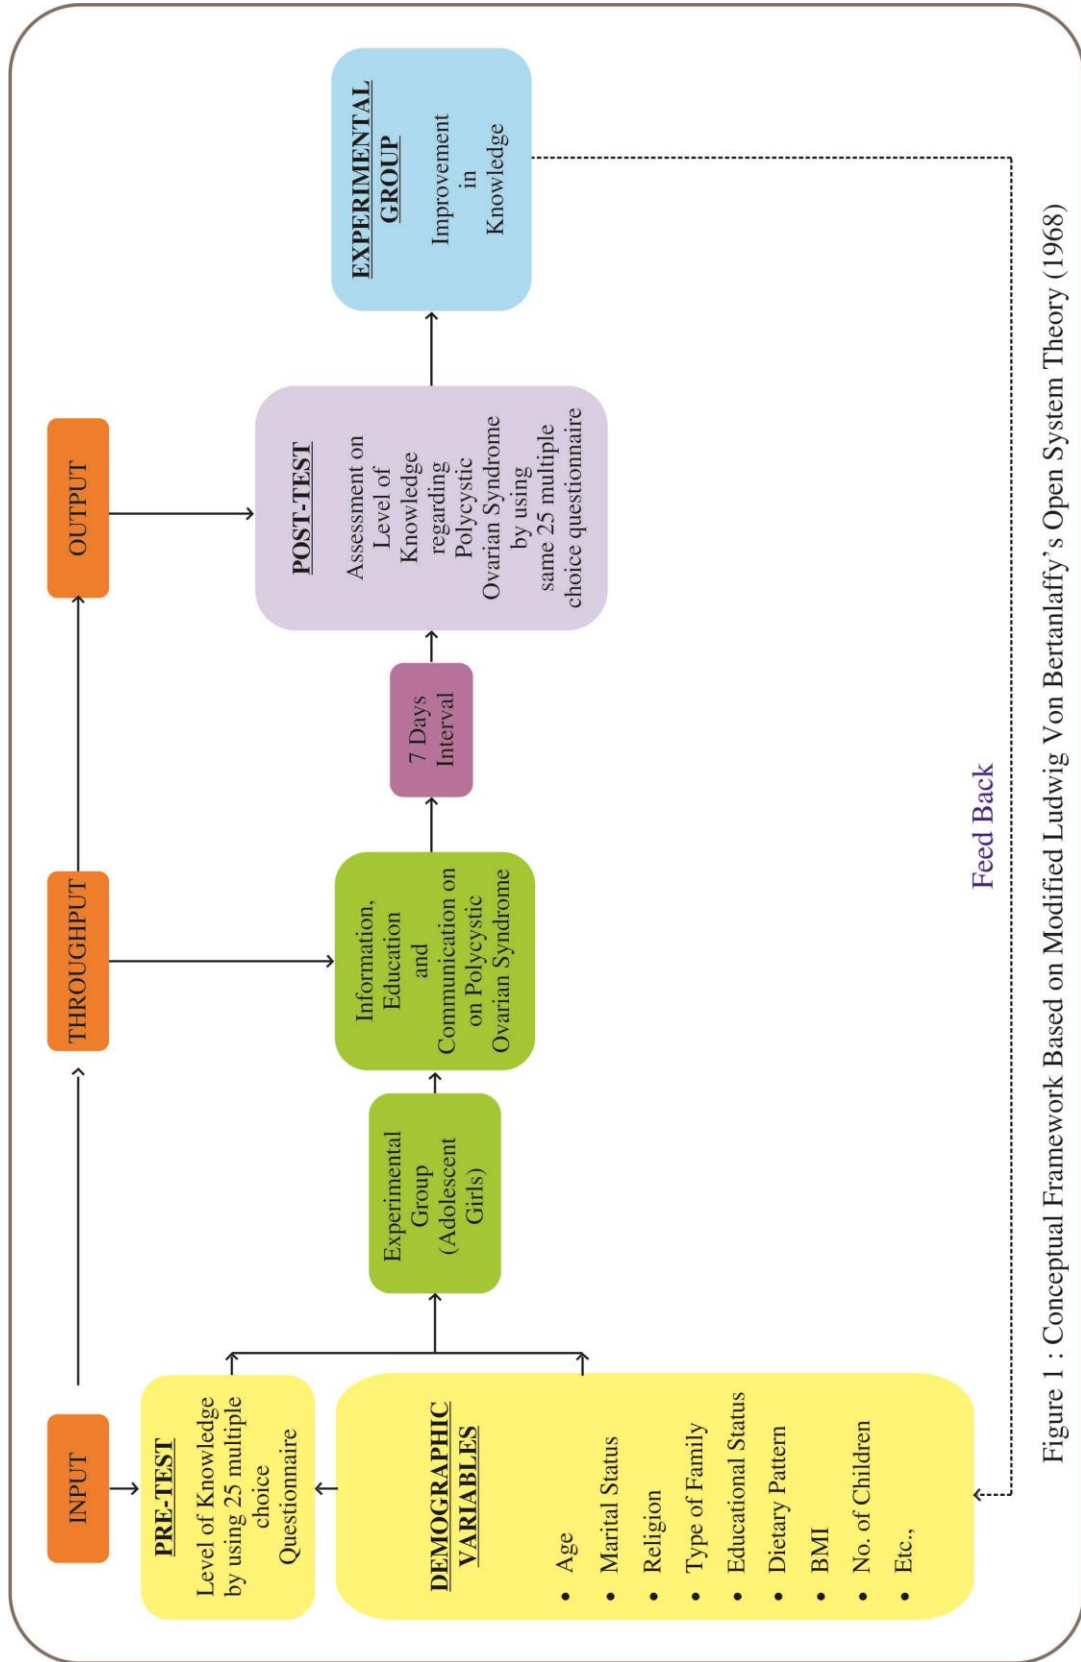 INPUT
THROUGHPUT
OUTPUT
PRE-TEST
Level of Knowledge
by using 25 multiple
choice
Questionnaire
DEMOGRAPHIC
VARIABLES
• Age
• Marital Status
• Religion
• Type of Family
• Educational Status
• Dietary Pattern
• BMI
• No. of Children
• Etc.,
Experimental
Group
(Adolescent
Girls)
Information,
Education
and
Communication on
on Polycystic
Ovarian Syndrome
7 Days
Interval
POST-TEST
Assessment on
Level of
Knowledge
regarding
Polycystic
Ovarian Syndrome
by using
same 25 multiple
choice questionnaire
EXPERIMENTAL
GROUP
Improvement
in
Knowledge
Feed Back
Figure 1 : Conceptual Framework Based on Modified Ludwig Von Bertanlaffy's Open System Theory (1968)